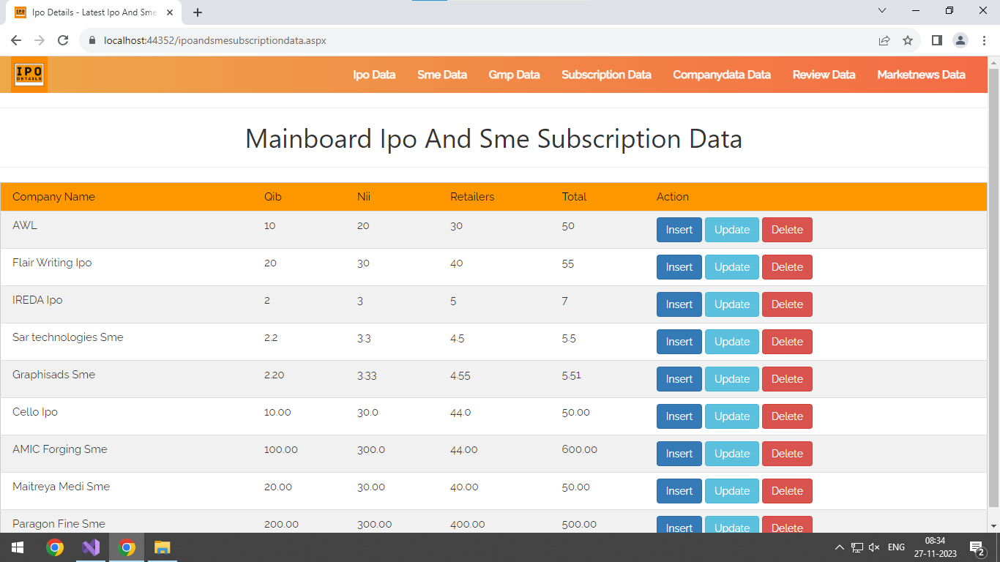 Ipo Details - Latest Ipo And Sme
localhost:44352/ipoandsmesubscriptiondata.aspx
IPO DETAILS Ipo Data Sme Data Gmp Data Subscription Data Companydata Data Review Data Marketnews Data
Mainboard Ipo And Sme Subscription Data
Company Name Qib Nii Retailers Total Action
AWL 10 20 30 50 Insert Update Delete
Flair Writing Ipo 20 30 40 55 Insert Update Delete
IREDA Ipo 2 3 5 7 Insert Update Delete
Sar technologies Sme 2.2 3.3 4.5 5.5 Insert Update Delete
Graphisads Sme 2.20 3.33 4.55 5.51 Insert Update Delete
Cello Ipo 10.00 30.0 44.0 50.00 Insert Update Delete
AMIC Forging Sme 100.00 300.0 44.00 600.00 Insert Update Delete
Maitreya Medi Sme 20.00 30.00 40.00 50.00 Insert Update Delete
Paragon Fine Sme 200.00 300.00 400.00 500.00 Insert Update Delete
ENG 08:34
27-11-2023 2